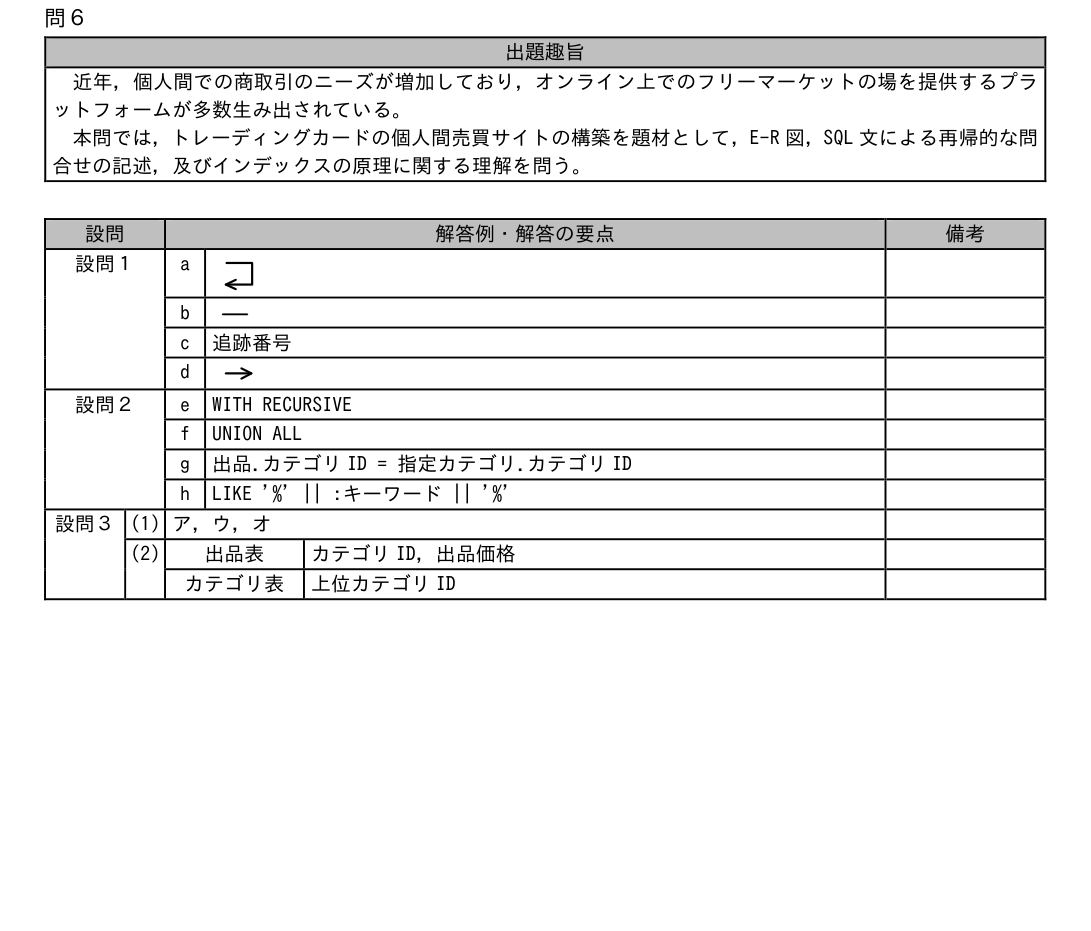 問６
出題趣旨
　近年，個人間での商取引のニーズが増加しており，オンライン上でのフリーマーケットの場を提供するプラ
ットフォームが多数生み出されている。
　本問では，トレーディングカードの個人間売買サイトの構築を題材として，E-R 図，SQL 文による再帰的な問
合せの記述，及びインデックスの原理に関する理解を問う。
設問 解答例・解答の要点 備考
設問１ a
b ―
c 追跡番号
d →
設問２ e WITH RECURSIVE
f UNION ALL
g 出品.カテゴリ ID = 指定カテゴリ.カテゴリ ID
h LIKE '%' || :キーワード || '%'
設問３ (1) ア，ウ，オ
(2) 出品表 カテゴリ ID，出品価格
カテゴリ表 上位カテゴリ ID